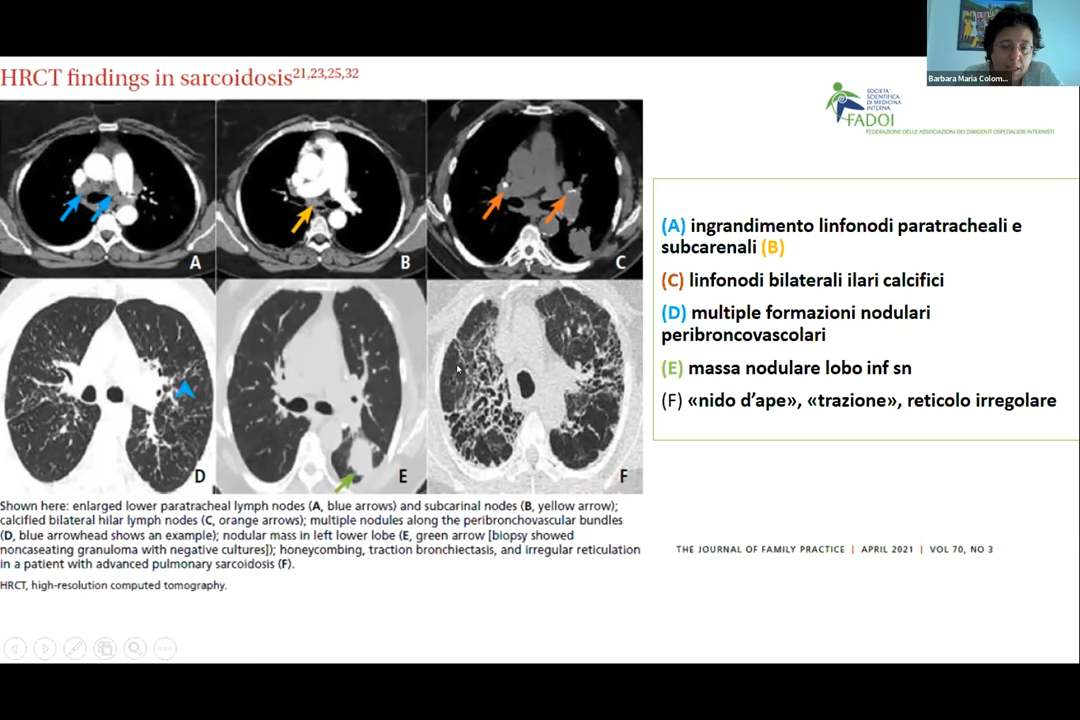 HRCT findings in sarcoidosis21,23,25,32
Barbara Maria Colom...
SOCIETÀ
SCIENTIFICA
DI MEDICINA
INTERNA
FADOI
FEDERAZIONE DELLE ASSOCIAZIONI DEI DIRIGENTI OSPEDALIERI INTERNISTI
A
B
C
D
E
F
(A) ingrandimento linfonodi paratracheali e
subcarenali (B)
(C) linfonodi bilaterali ilari calcifici
(D) multiple formazioni nodulari
peribroncovascolari
(E) massa nodulare lobo inf sn
(F) «nido d’ape», «trazione», reticolo irregolare
Shown here: enlarged lower paratracheal lymph nodes (A, blue arrows) and subcarinal nodes (B, yellow arrow);
calcified bilateral hilar lymph nodes (C, orange arrows); multiple nodules along the peribronchovascular bundles
(D, blue arrowhead shows an example); nodular mass in left lower lobe (E, green arrow [biopsy showed
noncaseating granuloma with negative cultures]); honeycombing, traction bronchiectasis, and irregular reticulation
in a patient with advanced pulmonary sarcoidosis (F).
HRCT, high-resolution computed tomography.
THE JOURNAL OF FAMILY PRACTICE | APRIL 2021 | VOL 70, NO 3